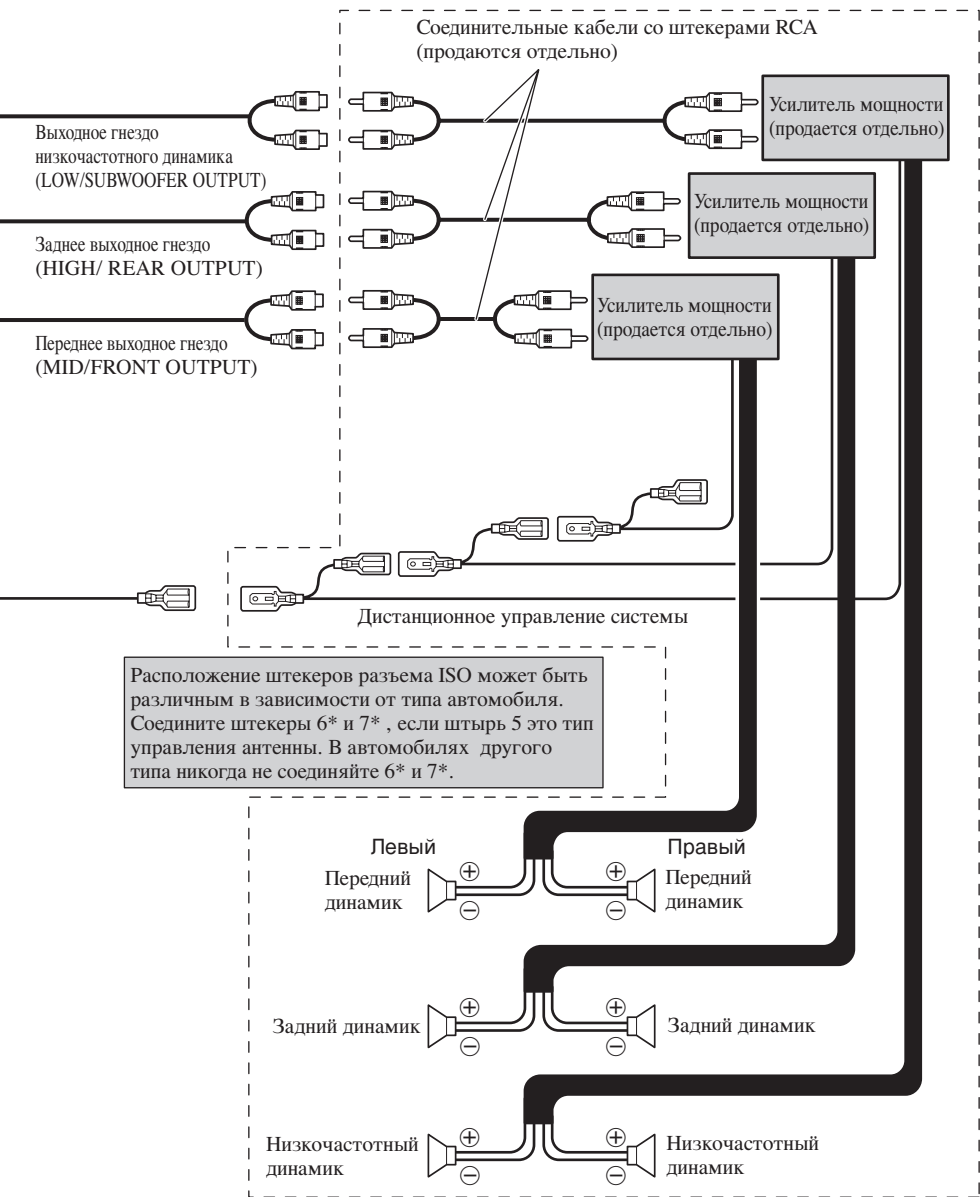 Соединительные кабели со штекерами RCA
(продаются отдельно)
Усилитель мощности
(продается отдельно)
Выходное гнездо
низкочастотного динамика
(LOW/SUBWOOFER OUTPUT)
Усилитель мощности
(продается отдельно)
Заднее выходное гнездо
(HIGH/ REAR OUTPUT)
Усилитель мощности
(продается отдельно)
Переднее выходное гнездо
(MID/FRONT OUTPUT)
Дистанционное управление системы
Расположение штекеров разъема ISO может быть
различным в зависимости от типа автомобиля.
Соедините штекеры 6* и 7* , если штырь 5 это тип
управления антенны. В автомобилях другого
типа никогда не соединяйте 6* и 7*.
Левый
Правый
Передний
динамик
+
−
+
−
Передний
динамик
Задний динамик
+
−
+
−
Задний динамик
Низкочастотный
динамик
+
−
+
−
Низкочастотный
динамик